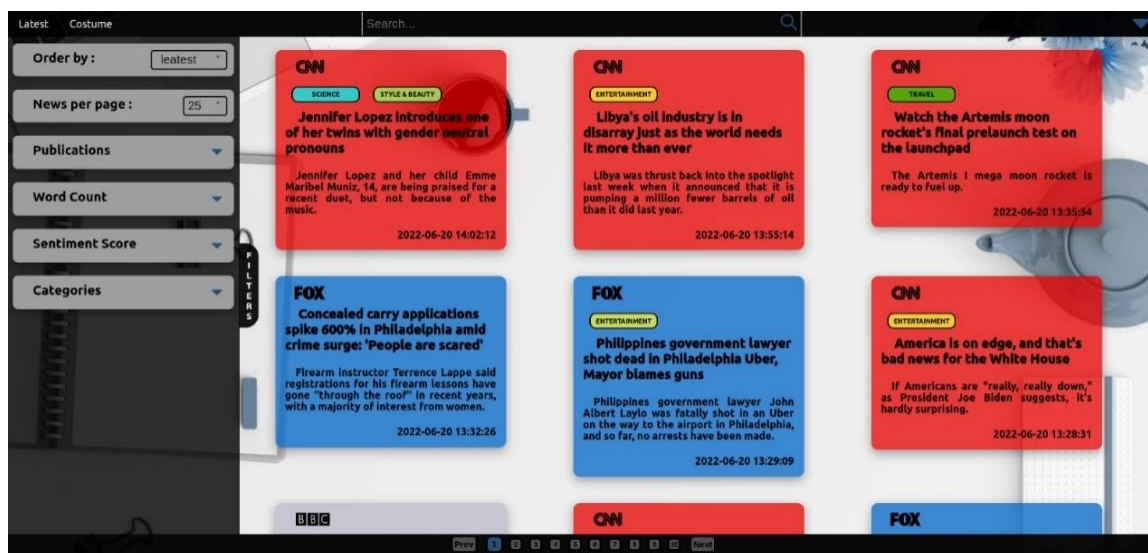 Latest Costume Search...
Order by : leatest
News per page : 25
Publications
Word Count
Sentiment Score
Categories
FILTERS
CNN
SCIENCE STYLE & BEAUTY
Jennifer Lopez introduces one
of her twins with gender neutral
pronouns
Jennifer Lopez and her child Emme
Maribel Muniz, 14, are being praised for a
recent duet, but not because of the
music.
2022-06-20 14:02:12
CNN
ENTERTAINMENT
Libya's oil industry is in
disarray just as the world needs
it more than ever
Libya was thrust back into the spotlight
last week when it announced that it is
pumping a million fewer barrels of oil
than it did last year.
2022-06-20 13:55:14
CNN
TRAVEL
Watch the Artemis moon
rocket's final prelaunch test on
the launchpad
The Artemis I mega moon rocket is
ready to fuel up.
2022-06-20 13:35:34
FOX
Concealed carry applications
spike 600% in Philadelphia amid
crime surge: 'People are scared'
Firearm instructor Terrence Lappe said
registrations for his firearm lessons have
gone "through the roof" in recent years,
with a majority of interest from women.
2022-06-20 13:32:26
FOX
ENTERTAINMENT
Philippines government lawyer
shot dead in Philadelphia Uber,
Mayor blames guns
Philippines government lawyer John
Albert Laylo was fatally shot in an Uber
on the way to the airport in Philadelphia,
and so far, no arrests have been made.
2022-06-20 13:29:09
CNN
ENTERTAINMENT
America is on edge, and that's
bad news for the White House
If Americans are "really, really down,"
as President Joe Biden suggests, it's
hardly surprising.
2022-06-20 13:28:31
BBC
CNN
FOX
Prev 1 2 3 4 5 6 7 8 9 10 Next